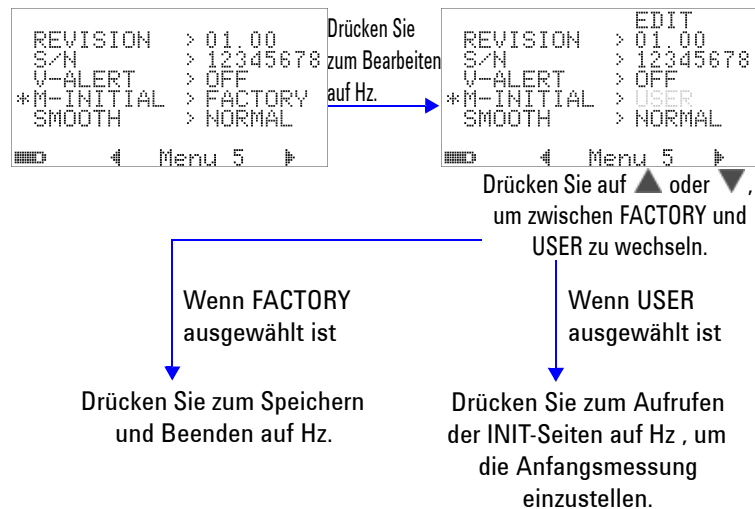 REVISION > 01.00
S/N > 12345678
V-ALERT > OFF
*M-INITIAL > FACTORY
SMOOTH > NORMAL
Menu 5
Drücken Sie
zum Bearbeiten
auf Hz.
EDIT
REVISION > 01.00
S/N > 12345678
V-ALERT > OFF
*M-INITIAL > USER
SMOOTH > NORMAL
Menu 5
Drücken Sie auf ▲ oder ▼,
um zwischen FACTORY und
USER zu wechseln.
Wenn FACTORY
ausgewählt ist
Wenn USER
ausgewählt ist
Drücken Sie zum Speichern
und Beenden auf Hz.
Drücken Sie zum Aufrufen
der INIT-Seiten auf Hz , um
die Anfangsmessung
einzustellen.